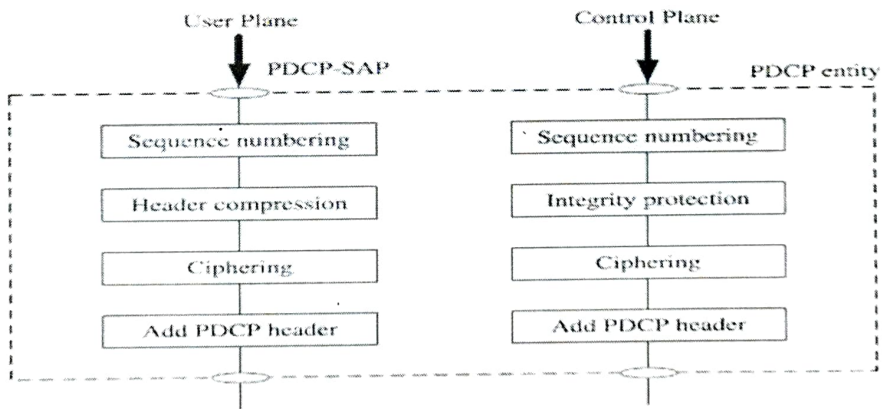 User Plane
Control Plane
PDCP-SAP
PDCP entity
Sequence numbering
Sequence numbering
Header compression
Integrity protection
Ciphering
Ciphering
Add PDCP header
Add PDCP header